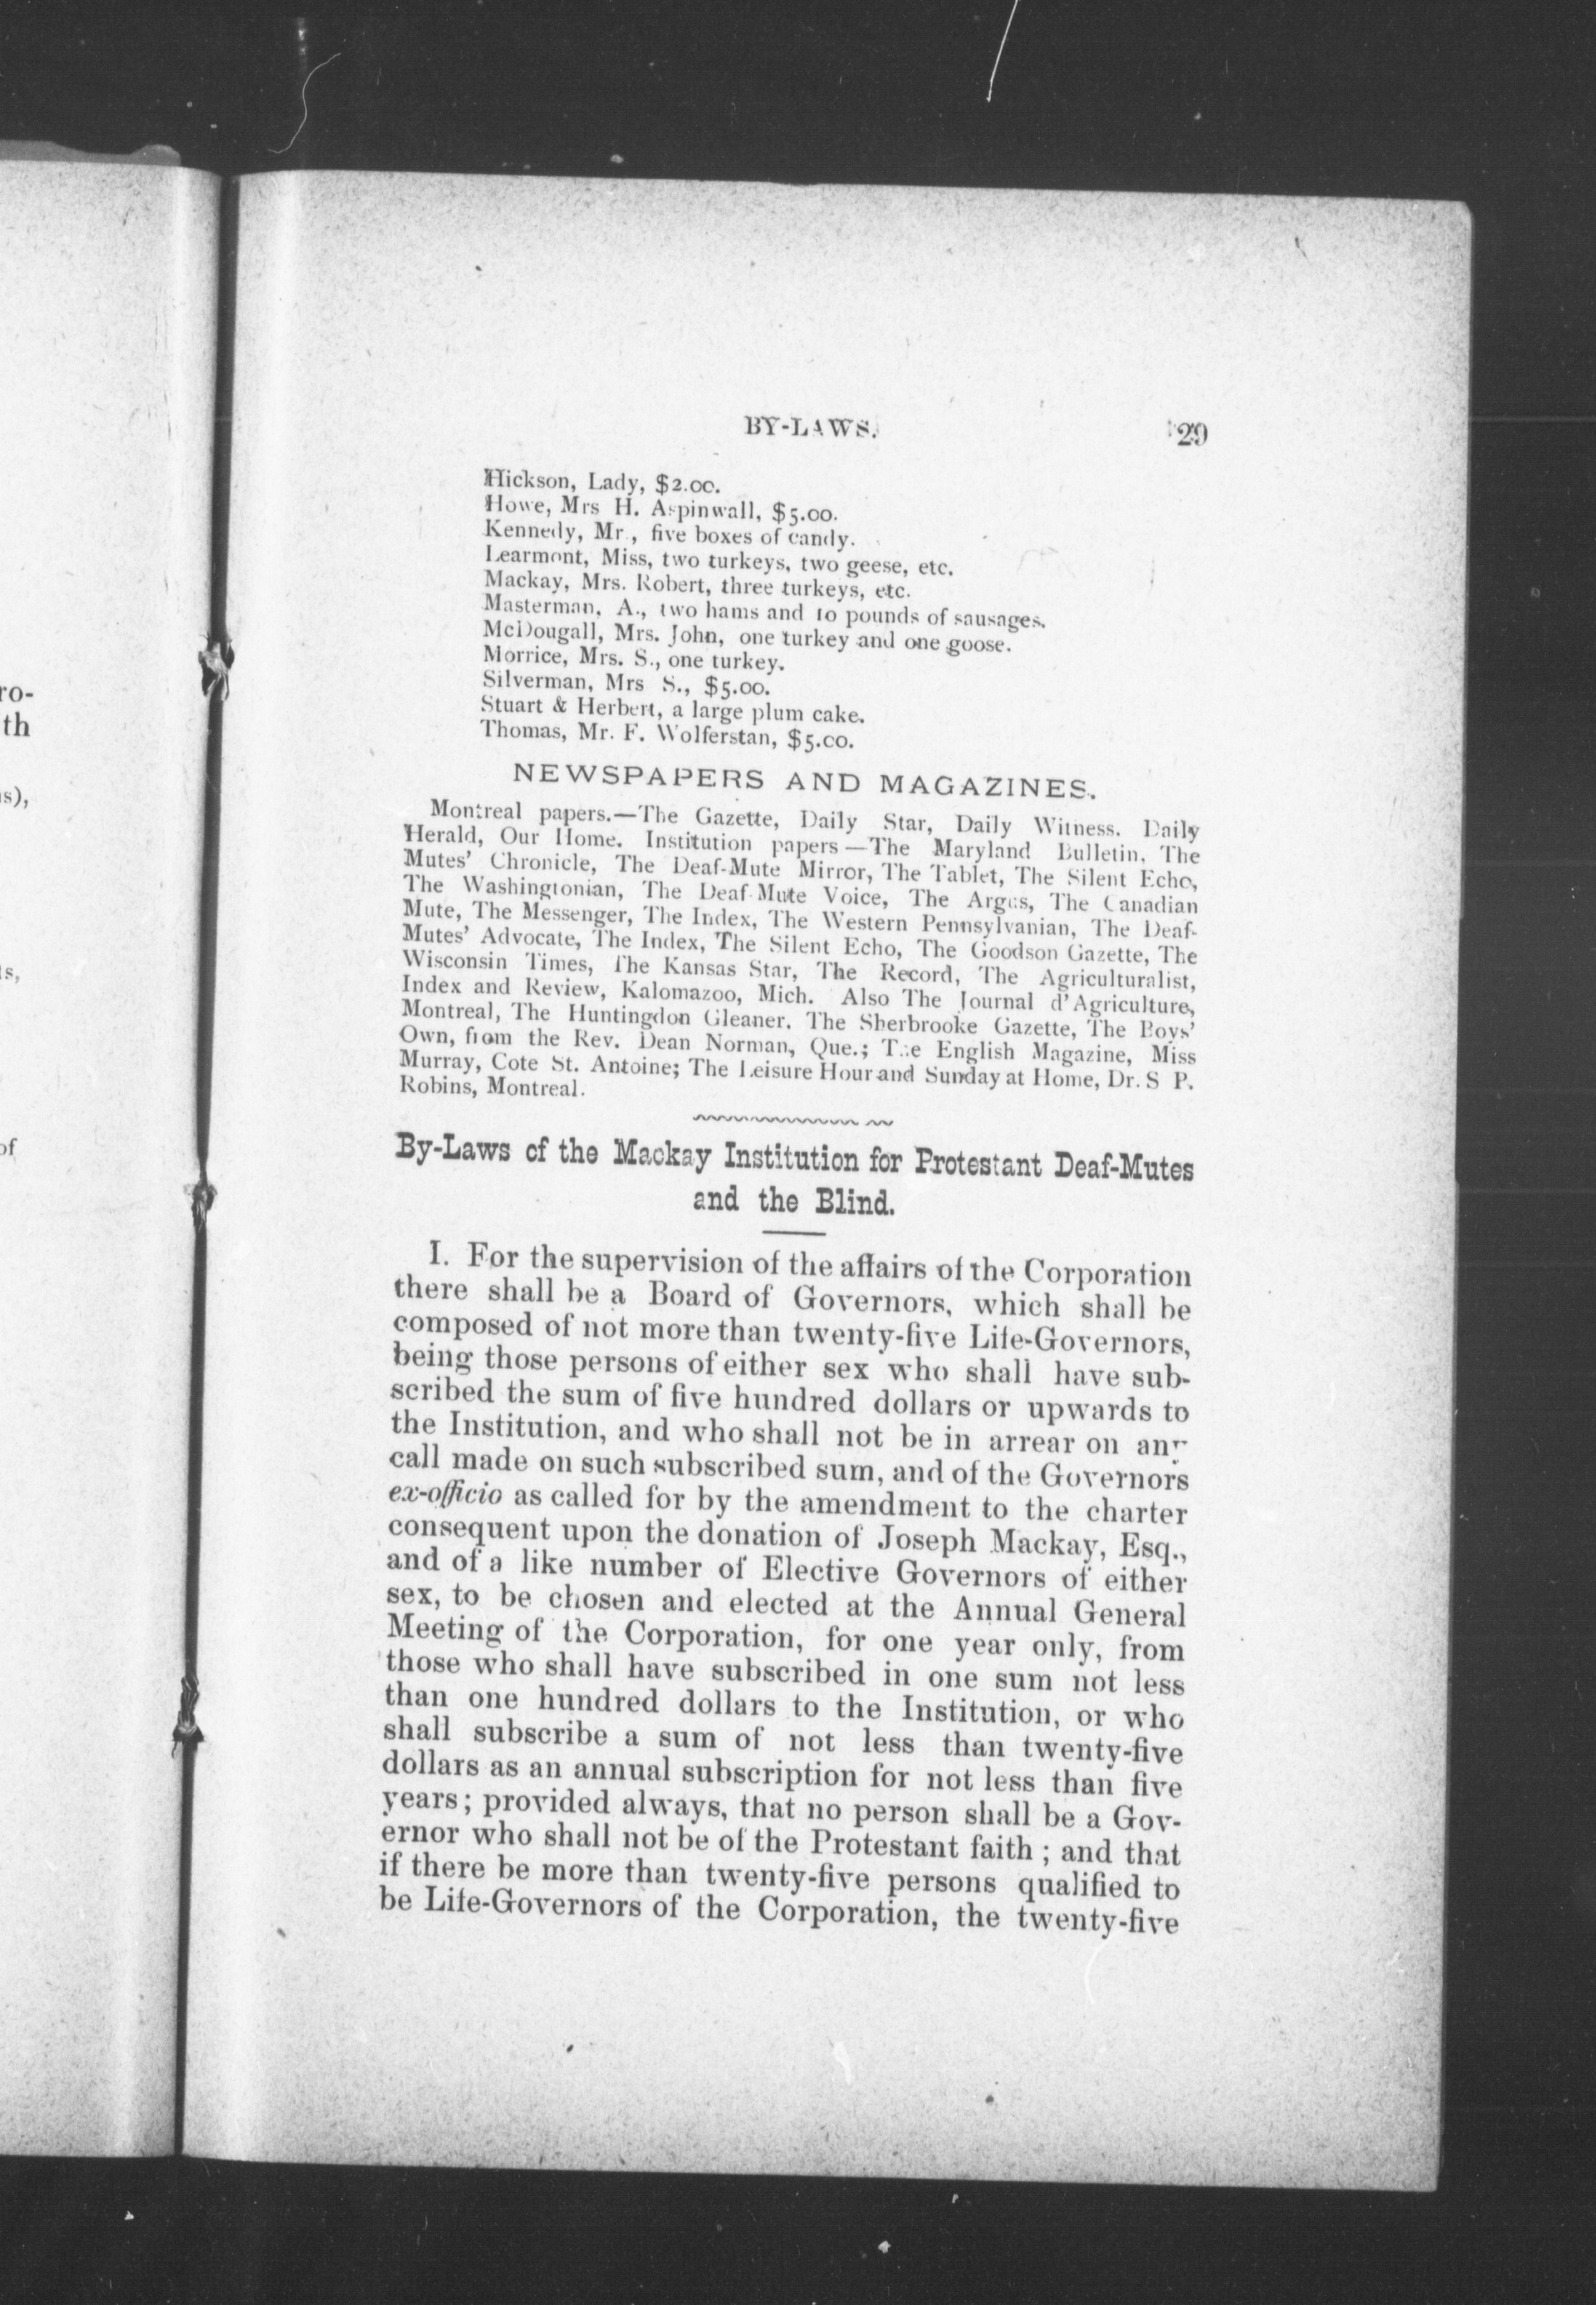 ro-
th
s),
s,
of
BY-LAWS. 29
Hickson, Lady, $2.00.
Howe, Mrs H. Aspinwall, $5.00.
Kennedy, Mr., five boxes of candy.
Learmont, Miss, two turkeys, two geese, etc.
Mackay, Mrs. Robert, three turkeys, etc.
Masterman, A., two hams and 10 pounds of sausages.
McDougall, Mrs. John, one turkey and one goose.
Morrice, Mrs. S., one turkey.
Silverman, Mrs S., $5.00.
Stuart & Herbert, a large plum cake.
Thomas, Mr. F. Wolferstan, $5.00.
NEWSPAPERS AND MAGAZINES.
Montreal papers.—The Gazette, Daily Star, Daily Witness. Daily
Herald, Our Home. Institution papers—The Maryland Bulletin, The
Mutes' Chronicle, The Deaf-Mute Mirror, The Tablet, The Silent Echo,
The Washingtonian, The Deaf-Mute Voice, The Argus, The Canadian
Mute, The Messenger, The Index, The Western Pennsylvanian, The Deaf-
Mutes' Advocate, The Index, The Silent Echo, The Goodson Gazette, The
Wisconsin Times, The Kansas Star, The Record, The Agriculturalist,
Index and Review, Kalomazoo, Mich. Also The Journal d'Agriculture,
Montreal, The Huntingdon Gleaner. The Sherbrooke Gazette, The Boys'
Own, from the Rev. Dean Norman, Que.; The English Magazine, Miss
Murray, Cote St. Antoine; The Leisure Hour and Sunday at Home, Dr. S P.
Robins, Montreal.
By-Laws of the Mackay Institution for Protestant Deaf-Mutes
and the Blind.
I. For the supervision of the affairs of the Corporation
there shall be a Board of Governors, which shall be
composed of not more than twenty-five Life-Governors,
being those persons of either sex who shall have sub-
scribed the sum of five hundred dollars or upwards to
the Institution, and who shall not be in arrear on any
call made on such subscribed sum, and of the Governors
ex-officio as called for by the amendment to the charter
consequent upon the donation of Joseph Mackay, Esq.,
and of a like number of Elective Governors of either
sex, to be chosen and elected at the Annual General
Meeting of the Corporation, for one year only, from
those who shall have subscribed in one sum not less
than one hundred dollars to the Institution, or who
shall subscribe a sum of not less than twenty-five
dollars as an annual subscription for not less than five
years; provided always, that no person shall be a Gov-
ernor who shall not be of the Protestant faith; and that
if there be more than twenty-five persons qualified to
be Life-Governors of the Corporation, the twenty-five